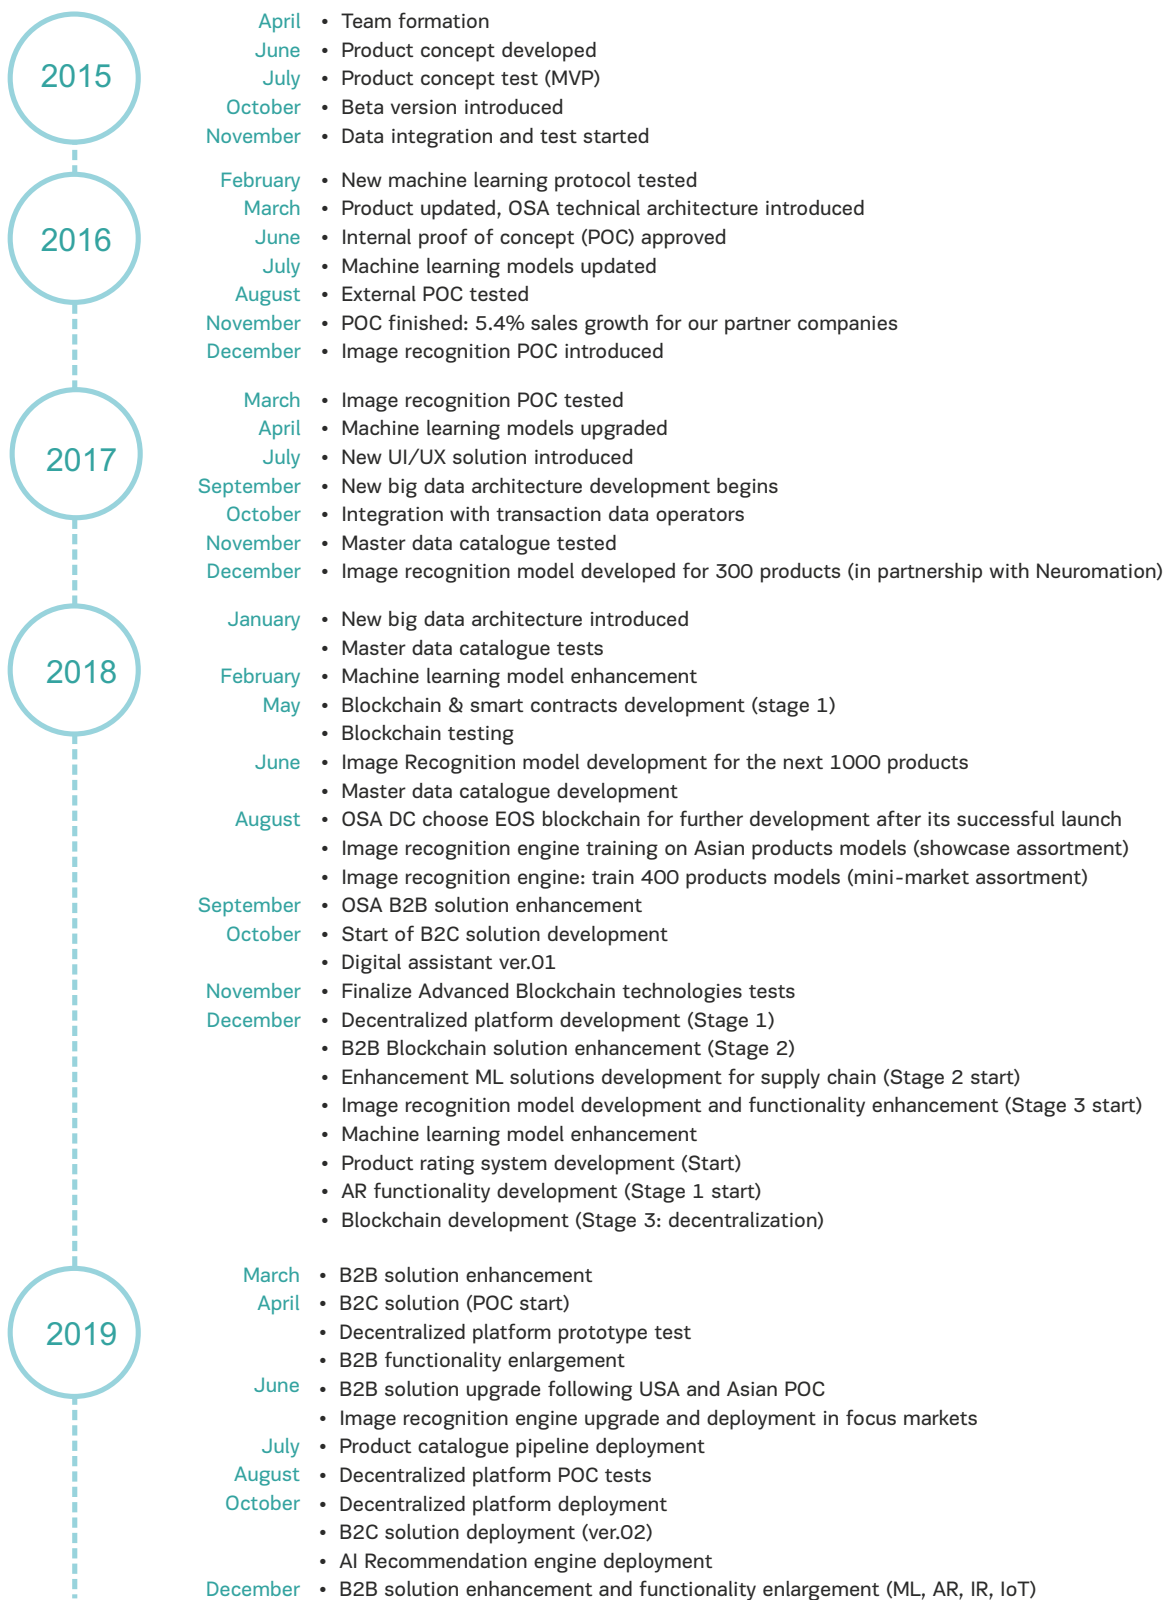 2015
April • Team formation
June • Product concept developed
July • Product concept test (MVP)
October • Beta version introduced
November • Data integration and test started
2016
February • New machine learning protocol tested
March • Product updated, OSA technical architecture introduced
June • Internal proof of concept (POC) approved
July • Machine learning models updated
August • External POC tested
November • POC finished: 5.4% sales growth for our partner companies
December • Image recognition POC introduced
2017
March • Image recognition POC tested
April • Machine learning models upgraded
July • New UI/UX solution introduced
September • New big data architecture development begins
October • Integration with transaction data operators
November • Master data catalogue tested
December • Image recognition model developed for 300 products (in partnership with Neuromation)
2018
January • New big data architecture introduced
• Master data catalogue tests
February • Machine learning model enhancement
May • Blockchain & smart contracts development (stage 1)
• Blockchain testing
June • Image Recognition model development for the next 1000 products
• Master data catalogue development
August • OSA DC choose EOS blockchain for further development after its successful launch
• Image recognition engine training on Asian products models (showcase assortment)
• Image recognition engine: train 400 products models (mini-market assortment)
September • OSA B2B solution enhancement
October • Start of B2C solution development
• Digital assistant ver.01
November • Finalize Advanced Blockchain technologies tests
December • Decentralized platform development (Stage 1)
• B2B Blockchain solution enhancement (Stage 2)
• Enhancement ML solutions development for supply chain (Stage 2 start)
• Image recognition model development and functionality enhancement (Stage 3 start)
• Machine learning model enhancement
• Product rating system development (Start)
• AR functionality development (Stage 1 start)
• Blockchain development (Stage 3: decentralization)
2019
March • B2B solution enhancement
April • B2C solution (POC start)
• Decentralized platform prototype test
• B2B functionality enlargement
June • B2B solution upgrade following USA and Asian POC
• Image recognition engine upgrade and deployment in focus markets
July • Product catalogue pipeline deployment
August • Decentralized platform POC tests
October • Decentralized platform deployment
• B2C solution deployment (ver.02)
• AI Recommendation engine deployment
December • B2B solution enhancement and functionality enlargement (ML, AR, IR, IoT)